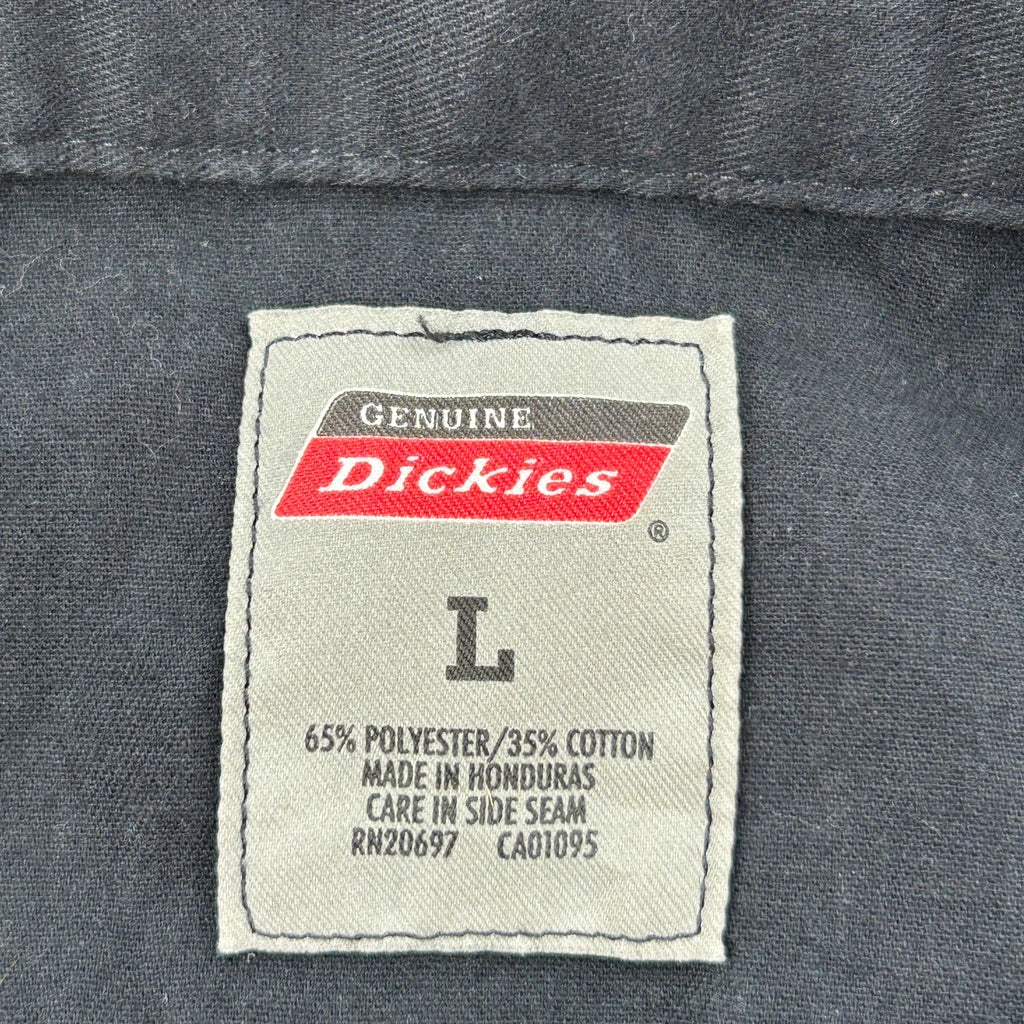 GENUINE
Dickies
®
L
65% POLYESTER/35% COTTON
MADE IN HONDURAS
CARE IN SIDE SEAM
RN20697 CA01095